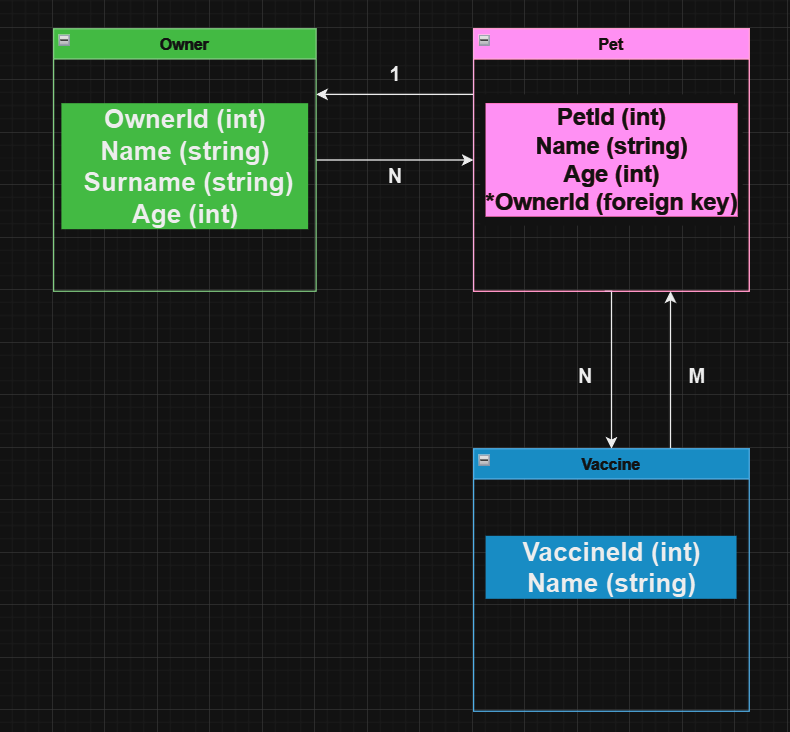 Owner
OwnerId (int)
Name (string)
Surname (string)
Age (int)
1
N
Pet
PetId (int)
Name (string)
Age (int)
*OwnerId (foreign key)
N
M
Vaccine
VaccineId (int)
Name (string)